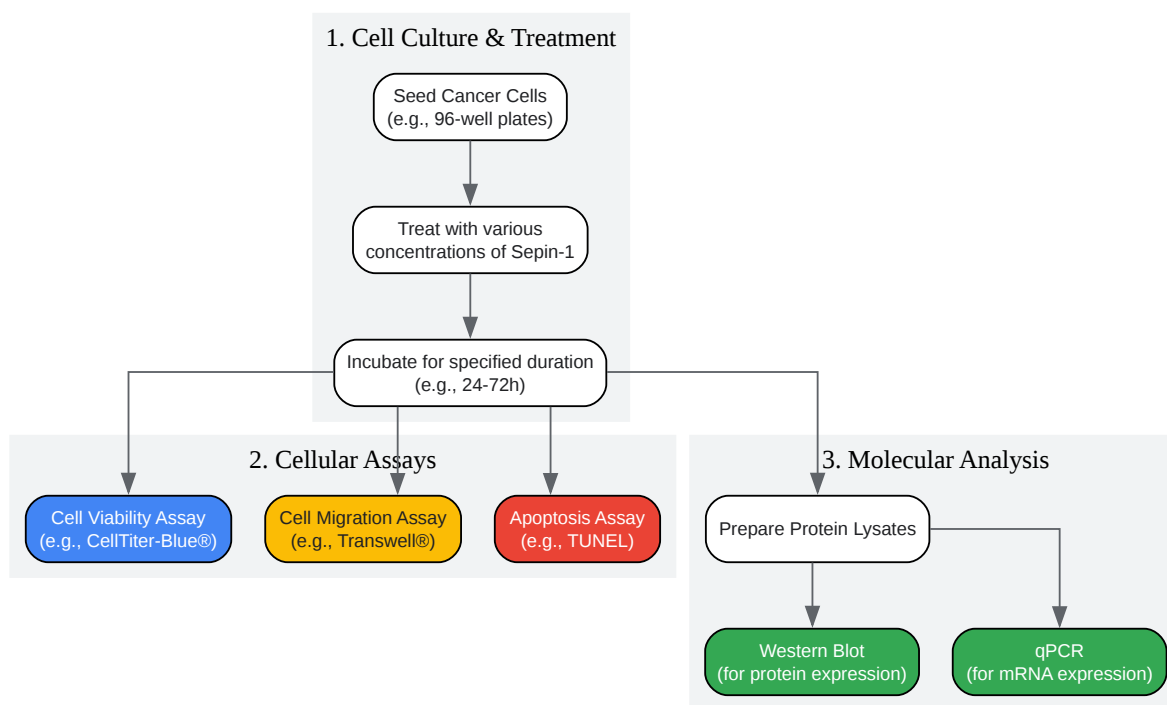 1. Cell Culture & Treatment
Seed Cancer Cells
(e.g., 96-well plates)
Treat with various
concentrations of Sepin-1
Incubate for specified duration
(e.g., 24-72h)
2. Cellular Assays
Cell Viability Assay
(e.g., CellTiter-Blue®)
Cell Migration Assay
(e.g., Transwell®)
Apoptosis Assay
(e.g., TUNEL)
3. Molecular Analysis
Prepare Protein Lysates
Western Blot
(for protein expression)
qPCR
(for mRNA expression)